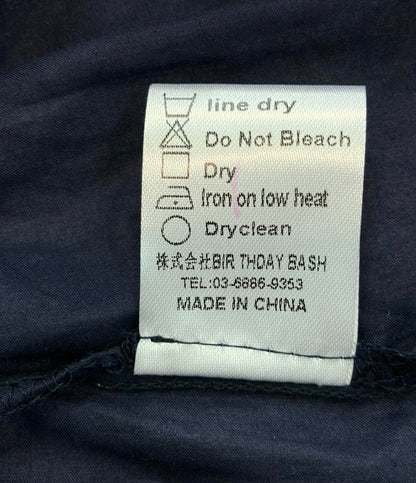 line dry
Do Not Bleach
Dry
Iron on low heat
Dryclean
株式会社BIR THDAY BASH
TEL:03-6886-9353
MADE IN CHINA